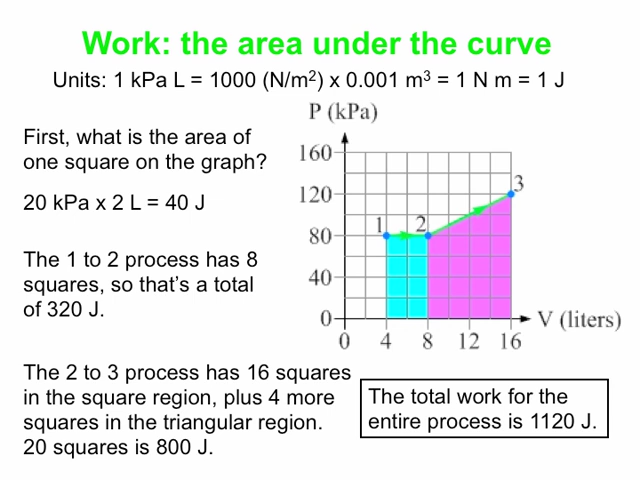 Work: the area under the curve
Units: 1 kPa L = 1000 (N/m²) x 0.001 m³ = 1 N m = 1 J
First, what is the area of
one square on the graph?
20 kPa x 2 L = 40 J
The 1 to 2 process has 8
squares, so that's a total
of 320 J.
The 2 to 3 process has 16 squares
in the square region, plus 4 more
squares in the triangular region.
20 squares is 800 J.
P (kPa)
160
120
80
40
0
1
2
3
0 4 8 12 16
V (liters)
The total work for the
entire process is 1120 J.